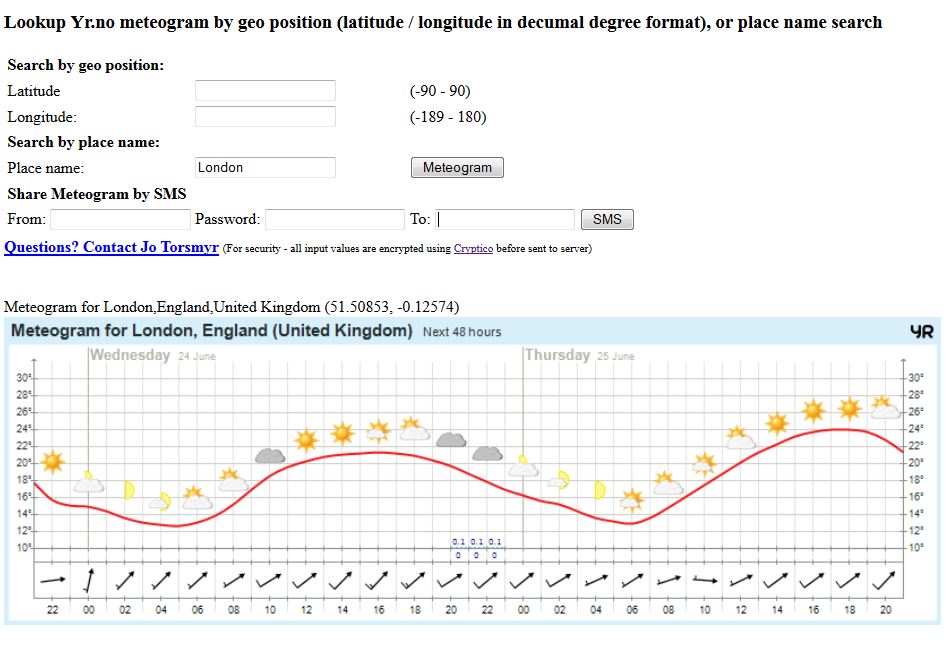 Lookup Yr.no meteogram by geo position (latitude / longitude in decumal degree format), or place name search
Search by geo position:
Latitude (-90 - 90)
Longitude: (-189 - 180)
Search by place name:
Place name: London Meteogram
Share Meteogram by SMS
From: Password: To: SMS
Questions? Contact Jo Torsmyr (For security - all input values are encrypted using Cryptico before sent to server)
Meteogram for London,England,United Kingdom (51.50853, -0.12574)
Meteogram for London, England (United Kingdom) Next 48 hours YR
Wednesday 24 June Thursday 25 June
30° 30°
28° 28°
26° 26°
24° 24°
22° 22°
20° 20°
18° 18°
16° 16°
14° 14°
12° 12°
10° 10°
0.1 0.1 0.1
0 0 0
22 00 02 04 06 08 10 12 14 16 18 20 22 00 02 04 06 08 10 12 14 16 18 20